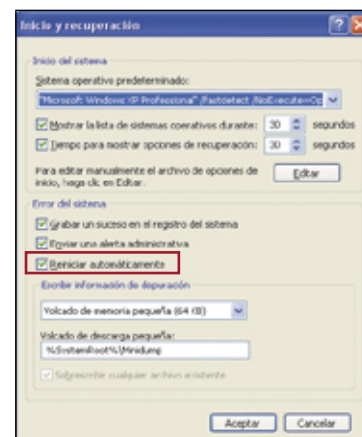 Inicio y recuperación
Inicio del sistema
Sistema operativo predeterminado:
"Microsoft Windows XP Professional" /fastdetect /NoExecute=Op
Mostrar la lista de sistemas operativos durante: 30 segundos
Tiempo para mostrar opciones de recuperación: 30 segundos
Para editar manualmente el archivo de opciones de
inicio, haga clic en Editar.
Editar
Error del sistema
Grabar un suceso en el registro del sistema
Enviar una alerta administrativa
Reiniciar automáticamente
Escribir información de depuración
Volcado de memoria pequeña (64 KB)
Volcado de descarga pequeña:
%SystemRoot%\Minidump
Sobrescribir cualquier archivo existente
Aceptar Cancelar